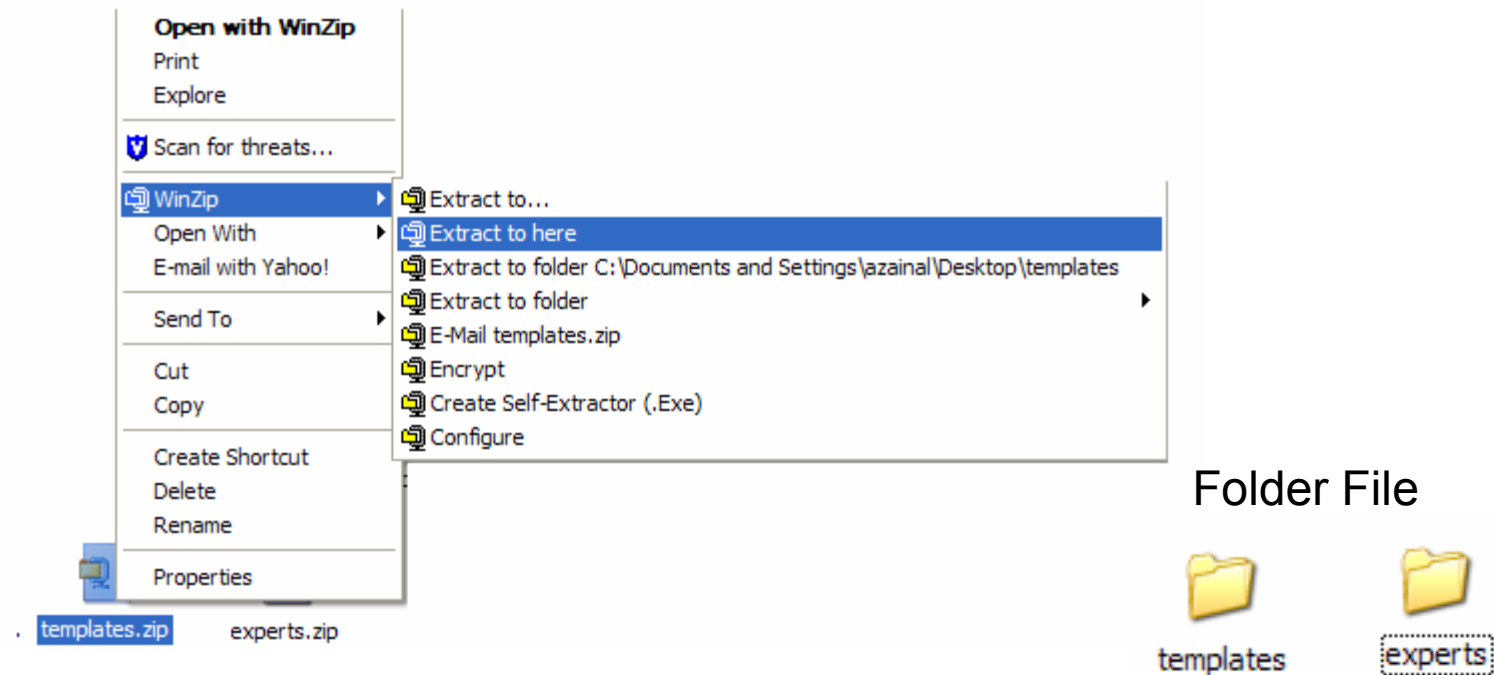 Open with WinZip
Print
Explore
Scan for threats...
WinZip
Open With
E-mail with Yahoo!
Send To
Cut
Copy
Create Shortcut
Delete
Rename
Properties
Extract to...
Extract to here
Extract to folder C:\Documents and Settings\azainal\Desktop\templates
Extract to folder
E-Mail templates.zip
Encrypt
Create Self-Extractor (.Exe)
Configure
. templates.zip experts.zip
Folder File
templates experts